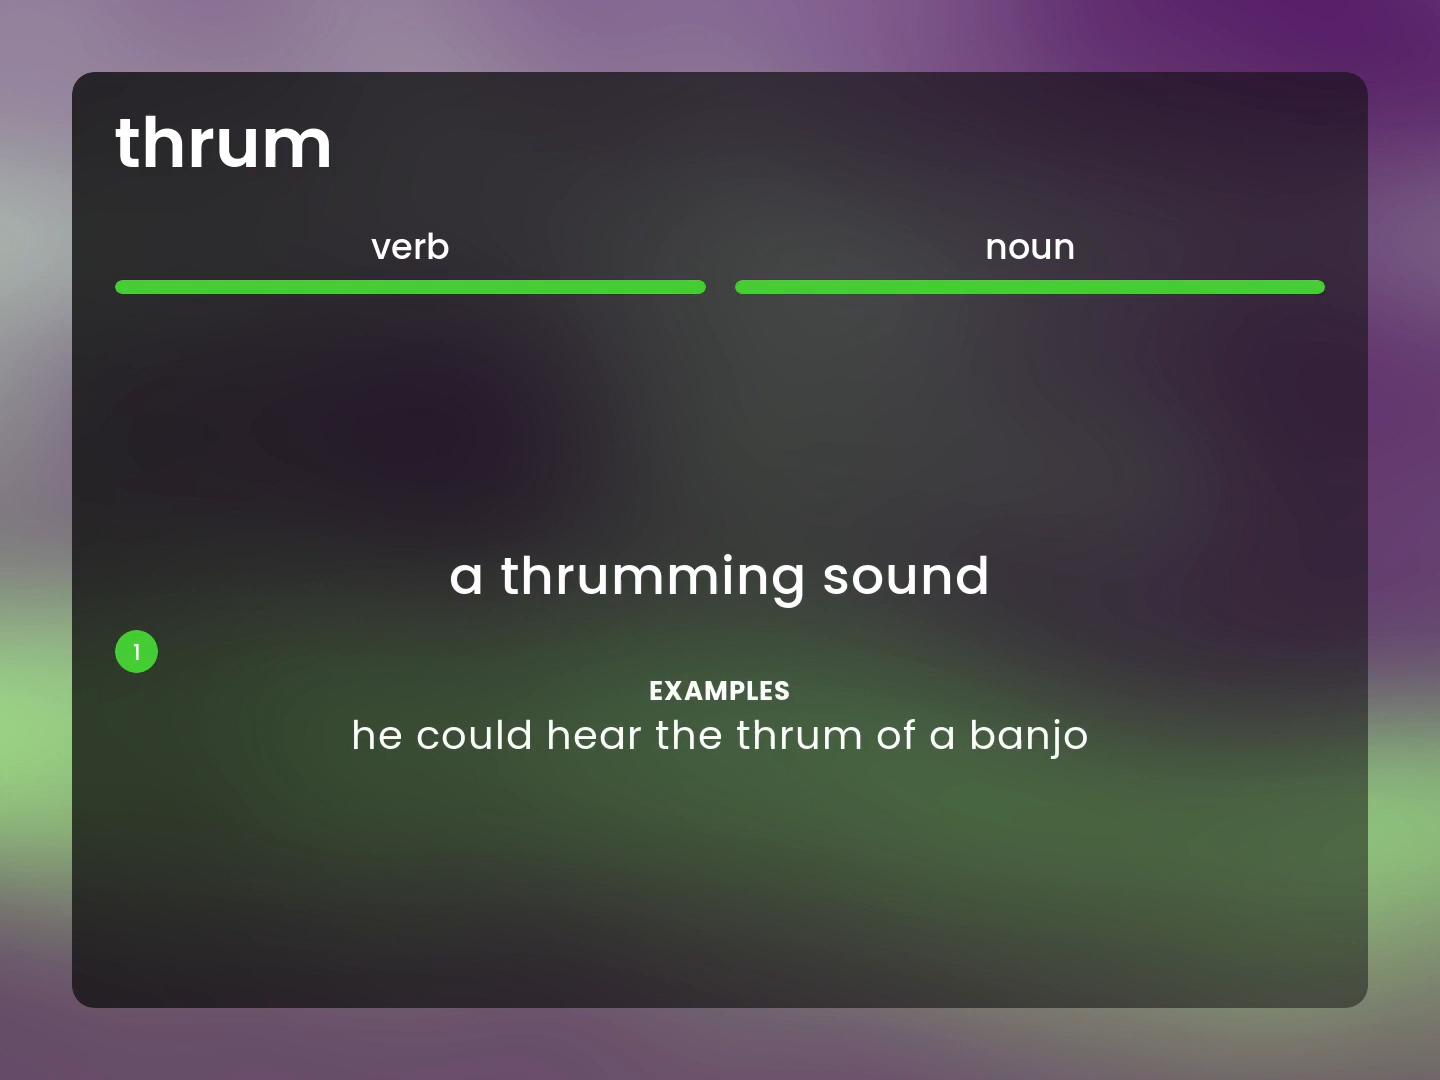 thrum
verb
noun
a thrumming sound
1
EXAMPLES
he could hear the thrum of a banjo